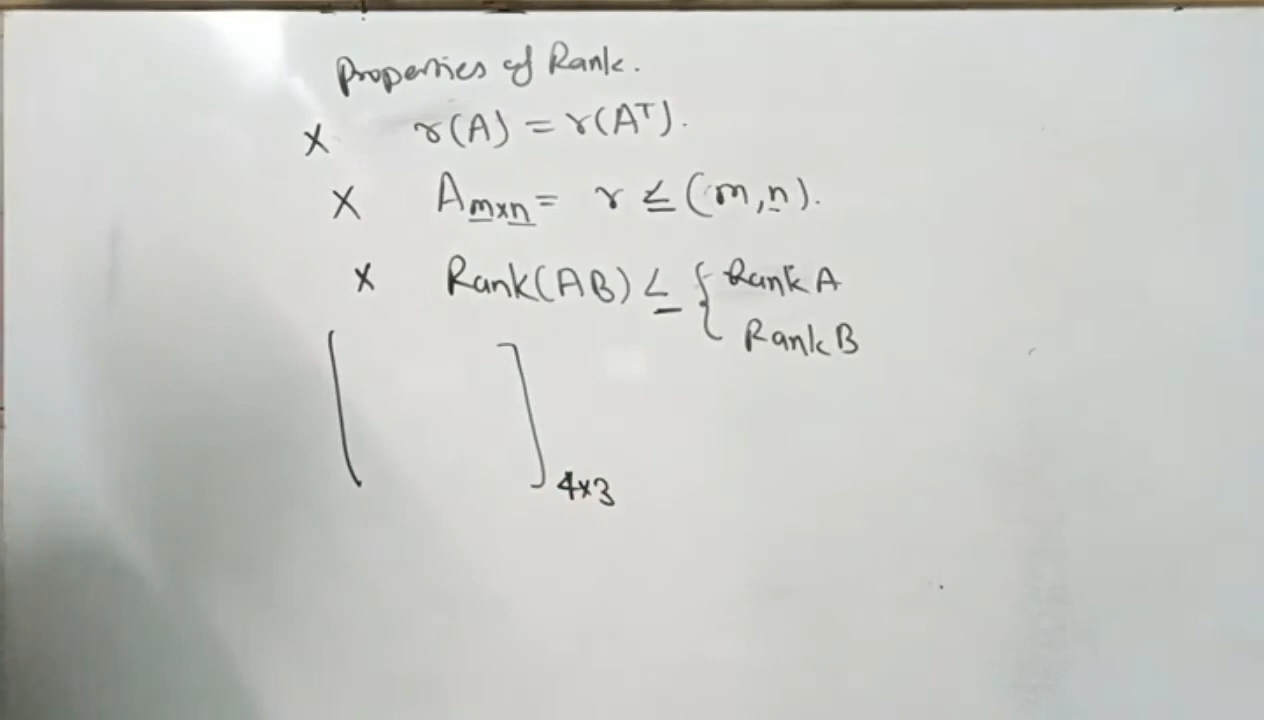 Properties of Rank.
× r(A) = r(Aᵀ).
× Aₘₓₙ = r ≤ (m,n).
× Rank(AB) ≤ { Rank A
Rank B
[ ]₄ₓ₃